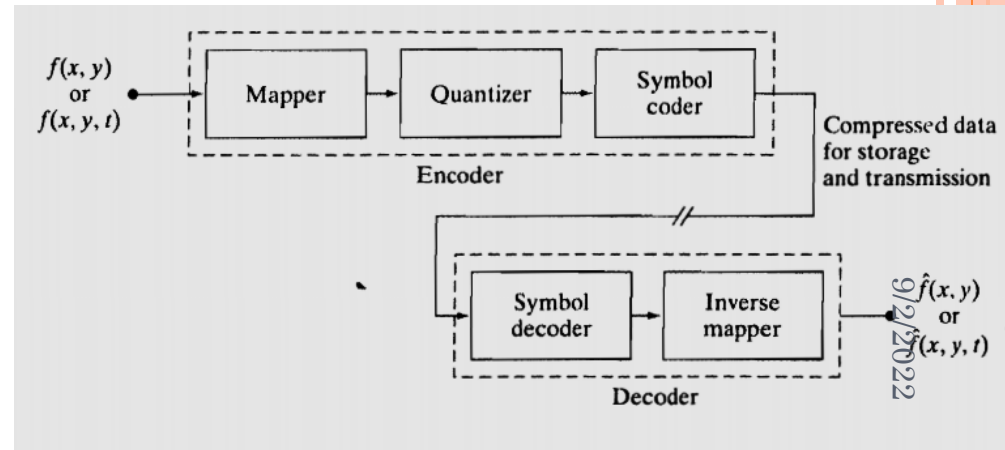 f(x, y)
or
f(x, y, t)
Mapper
Quantizer
Symbol
coder
Encoder
Compressed data
for storage
and transmission
Symbol
decoder
Inverse
mapper
Decoder
f̂(x, y)
or
f̂(x, y, t)
9/2/2022